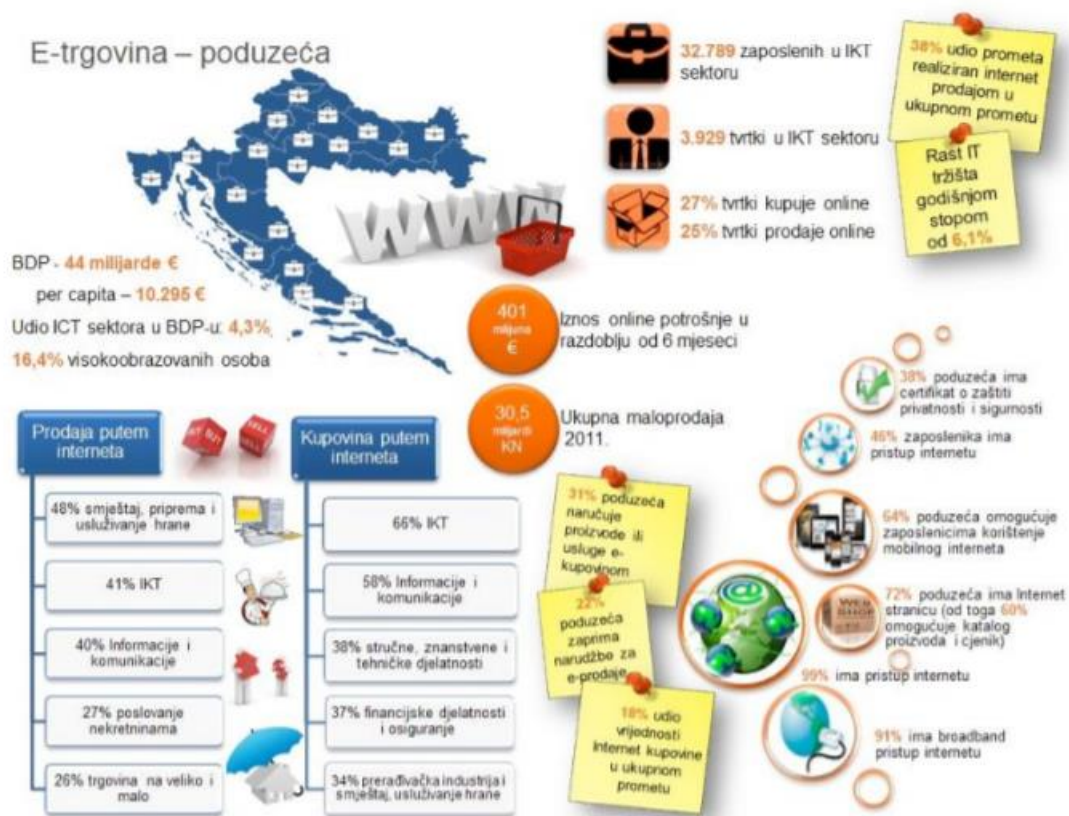 E-trgovina – poduzeća
32.789 zaposlenih u IKT
sektoru
3.929 tvrtki u IKT sektoru
27% tvrtki kupuje online
25% tvrtki prodaje online
38% udio prometa
realiziran internet
prodajom u
ukupnom prometu
Rast IT
tržišta
godišnjom
stopom
od 6,1%
WWW
BDP - 44 milijarde €
per capita – 10.295 €
Udio ICT sektora u BDP-u: 4,3%,
16,4% visokoobrazovanih osoba
401
milijuna
€
Iznos online potrošnje u
razdoblju od 6 mjeseci
30,5
milijardi
KN
Ukupna maloprodaja
2011.
Prodaja putem
interneta
BUY
SELL
SELL
Kupovina putem
interneta
48% smještaj, priprema i
usluživanje hrane
41% IKT
40% Informacije i
komunikacije
27% poslovanje
nekretninama
26% trgovina na veliko i
malo
66% IKT
58% Informacije i
komunikacije
38% stručne, znanstvene i
tehničke djelatnosti
37% financijske djelatnosti
i osiguranje
34% prerađivačka industrija i
smještaj, usluživanje hrane
31% poduzeća
naručuje
proizvode ili
usluge e-
kupovinom
22%
poduzeća
zaprima
narudžbe za
e-prodaje
18% udio
vrijednosti
Internet kupovine
u ukupnom
prometu
38% poduzeća ima
certifikat o zaštiti
privatnosti i sigurnosti
46% zaposlenika ima
pristup internetu
64% poduzeća omogućuje
zaposlenicima korištenje
mobilnog interneta
72% poduzeća ima Internet
stranicu (od toga 60%
omogućuje katalog
proizvoda i cjenik)
WEB
SHOP
@
99% ima pristup internetu
91% ima broadband
pristup internetu